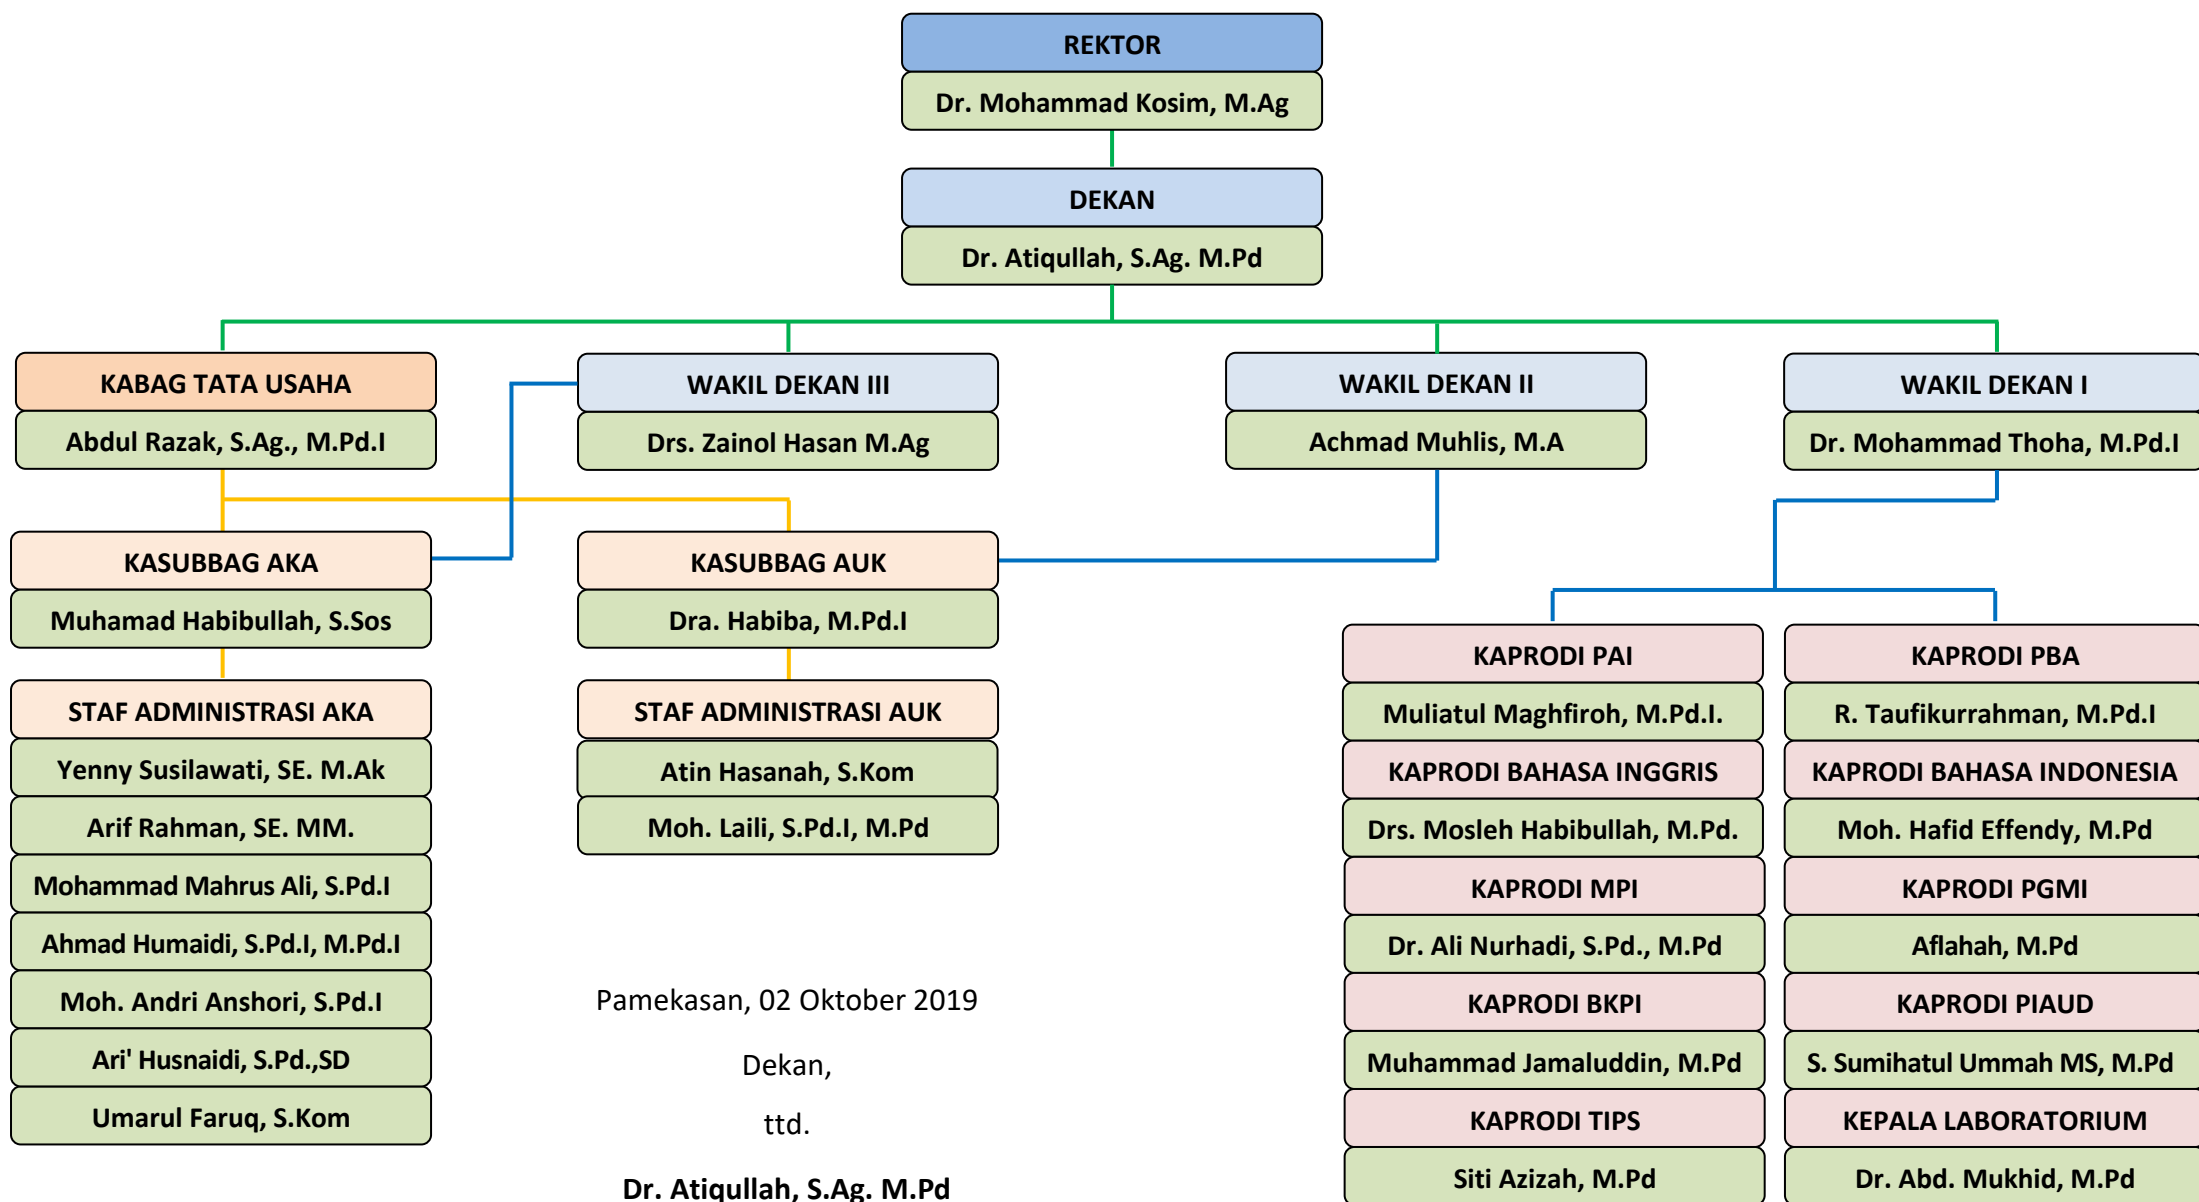 REKTOR
Dr. Mohammad Kosim, M.Ag
DEKAN
Dr. Atiqullah, S.Ag. M.Pd
KABAG TATA USAHA
Abdul Razak, S.Ag., M.Pd.I
WAKIL DEKAN III
Drs. Zainol Hasan M.Ag
WAKIL DEKAN II
Achmad Muhlis, M.A
WAKIL DEKAN I
Dr. Mohammad Thoha, M.Pd.I
KASUBBAG AKA
Muhamad Habibullah, S.Sos
KASUBBAG AUK
Dra. Habiba, M.Pd.I
STAF ADMINISTRASI AKA
Yenny Susilawati, SE. M.Ak
Arif Rahman, SE. MM.
Mohammad Mahrus Ali, S.Pd.I
Ahmad Humaidi, S.Pd.I, M.Pd.I
Moh. Andri Anshori, S.Pd.I
Ari' Husnaidi, S.Pd.,SD
Umarul Faruq, S.Kom
STAF ADMINISTRASI AUK
Atin Hasanah, S.Kom
Moh. Laili, S.Pd.I, M.Pd
KAPRODI PAI
Muliatul Maghfiroh, M.Pd.I.
KAPRODI BAHASA INGGRIS
Drs. Mosleh Habibullah, M.Pd.
KAPRODI MPI
Dr. Ali Nurhadi, S.Pd., M.Pd
KAPRODI BKPI
Muhammad Jamaluddin, M.Pd
KAPRODI TIPS
Siti Azizah, M.Pd
KAPRODI PBA
R. Taufikurrahman, M.Pd.I
KAPRODI BAHASA INDONESIA
Moh. Hafid Effendy, M.Pd
KAPRODI PGMI
Aflahah, M.Pd
KAPRODI PIAUD
S. Sumihatul Ummah MS, M.Pd
KEPALA LABORATORIUM
Dr. Abd. Mukhid, M.Pd
Pamekasan, 02 Oktober 2019
Dekan,
ttd.
Dr. Atiqullah, S.Ag. M.Pd